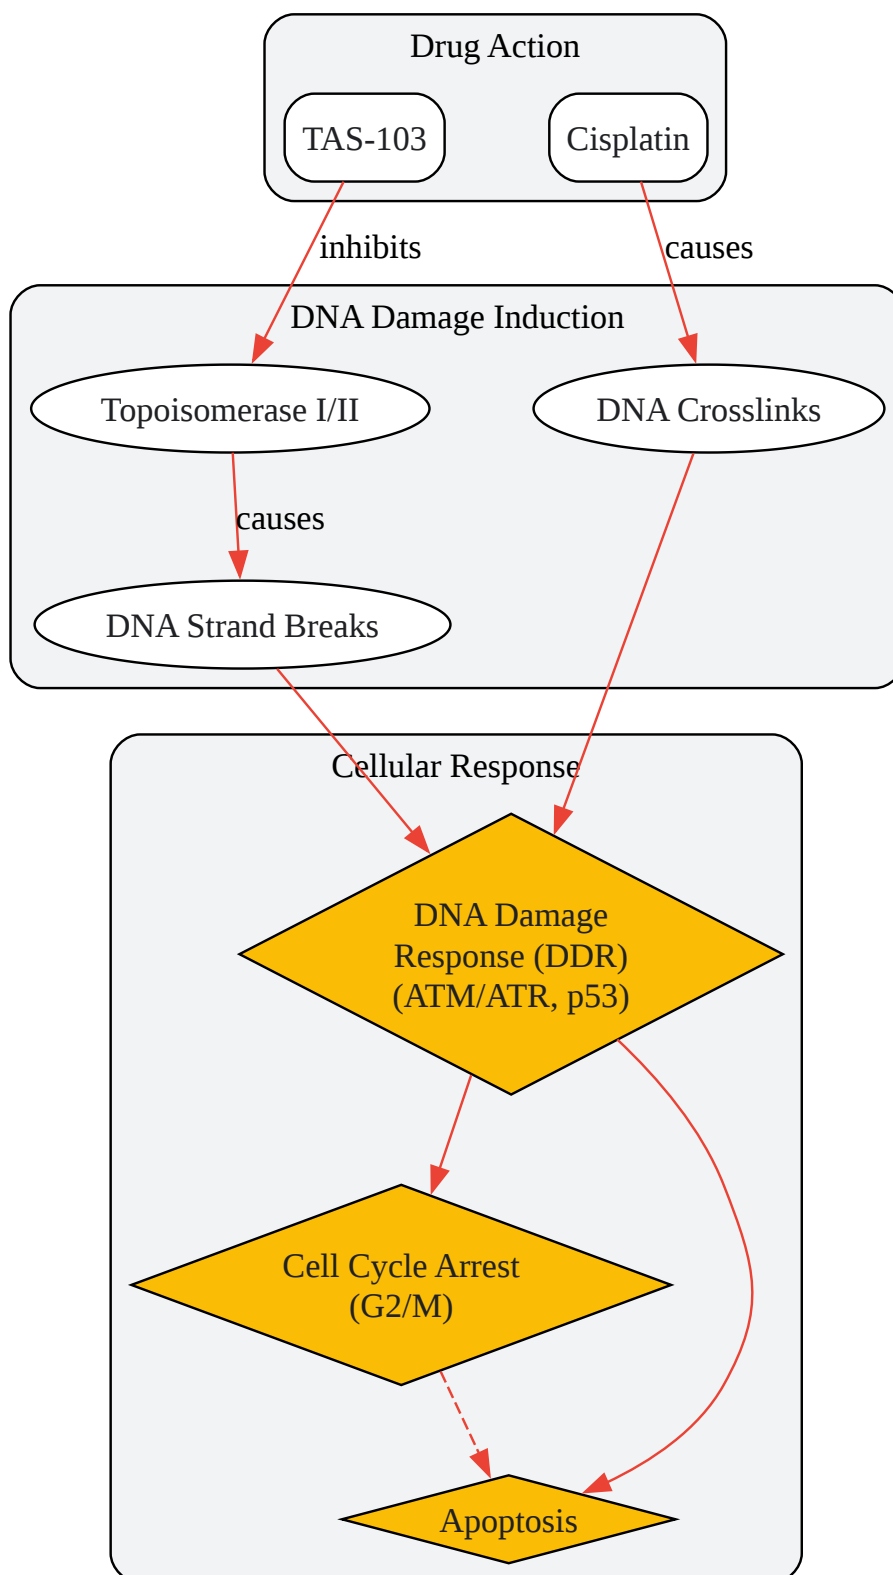 Drug Action
TAS-103
Cisplatin
inhibits
causes
DNA Damage Induction
Topoisomerase I/II
DNA Crosslinks
causes
DNA Strand Breaks
Cellular Response
DNA Damage
Response (DDR)
(ATM/ATR, p53)
Cell Cycle Arrest
(G2/M)
Apoptosis